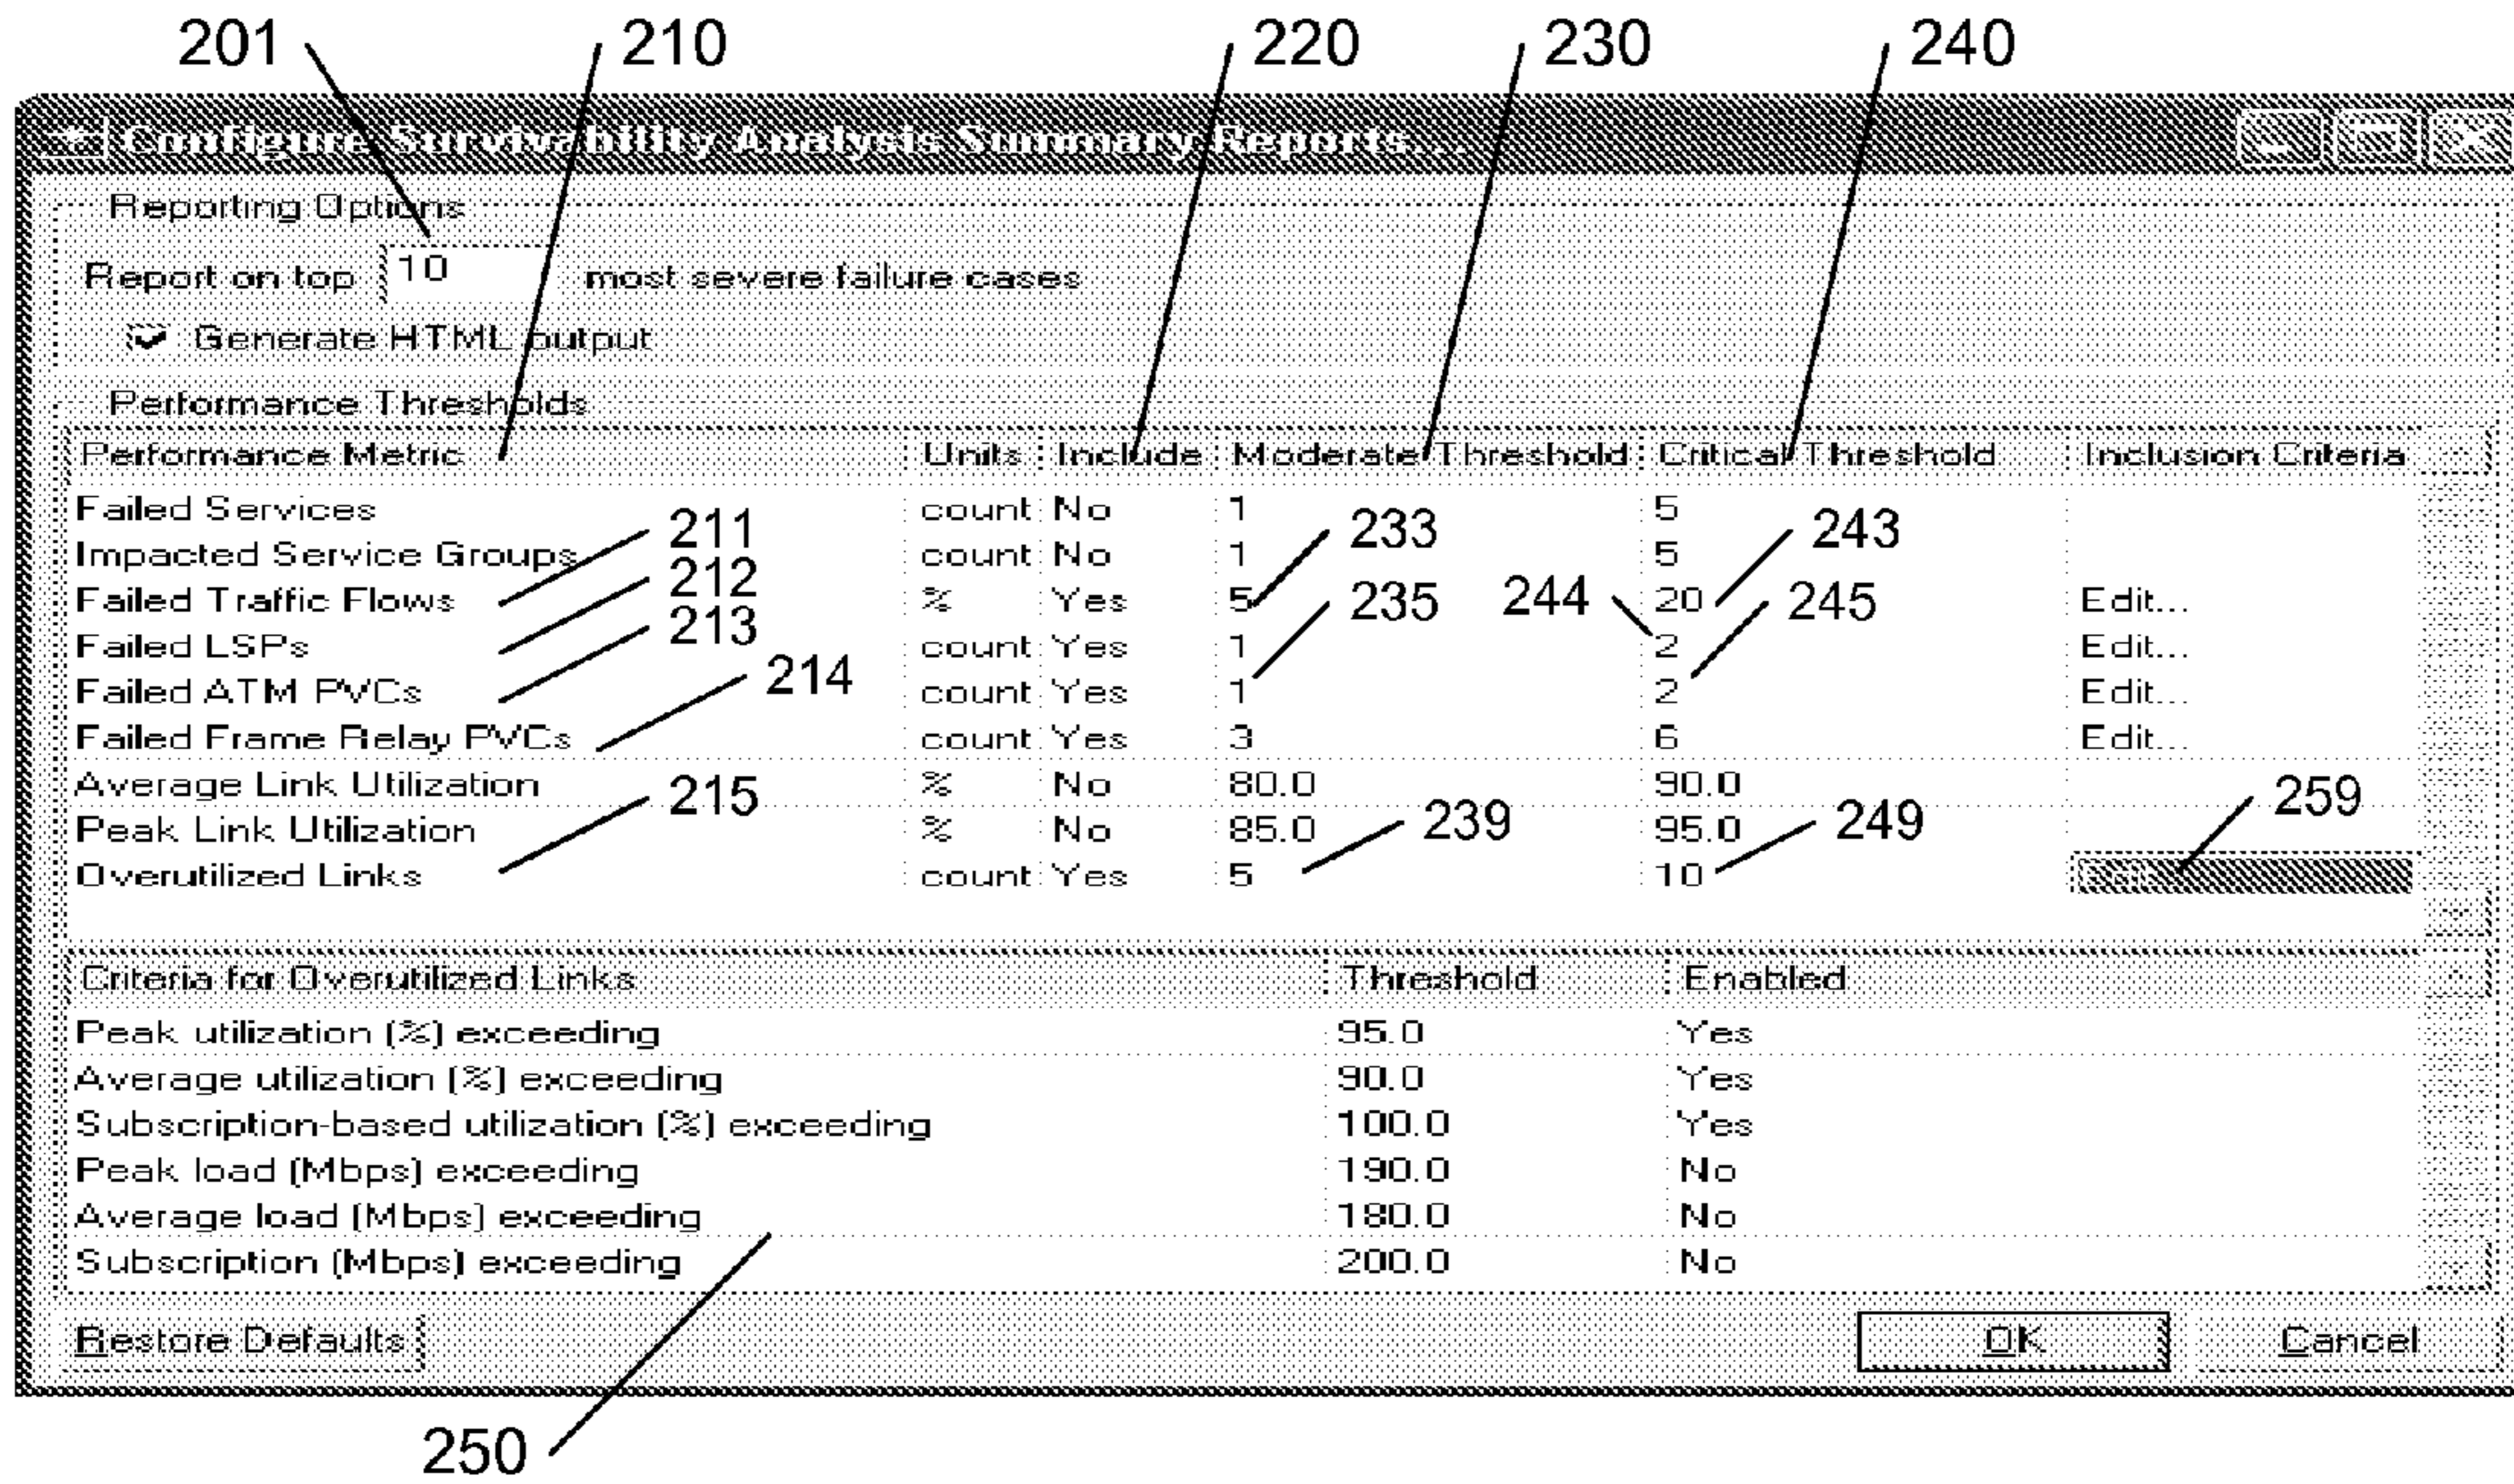 201 210 220 230 240
Configure Survivability Analysis Summary Reports...
Reporting Options
Report on top 10 most severe failure cases
Generate HTML output
Performance Thresholds
Performance Metric Units Include Moderate Threshold Critical Threshold Inclusion Criteria
Failed Services count No 1 5
211 233 243
Impacted Service Groups count No 1 5
212
Failed Traffic Flows % Yes 5 235 244 20 245 Edit...
213
Failed LSPs count Yes 1 2 Edit...
Failed ATM PVCs 214 count Yes 1 2 Edit...
Failed Frame Relay PVCs count Yes 3 6 Edit...
Average Link Utilization 215 % No 80.0 90.0 259
Peak Link Utilization % No 85.0 239 95.0 249
Overutilized Links count Yes 5 10 Edit...
Criteria for Overutilized Links Threshold Enabled
Peak utilization (%) exceeding 95.0 Yes
Average utilization (%) exceeding 90.0 Yes
Subscription-based utilization (%) exceeding 100.0 Yes
Peak load (Mbps) exceeding 190.0 No
Average load (Mbps) exceeding 180.0 No
Subscription (Mbps) exceeding 200.0 No
Restore Defaults OK Cancel
250